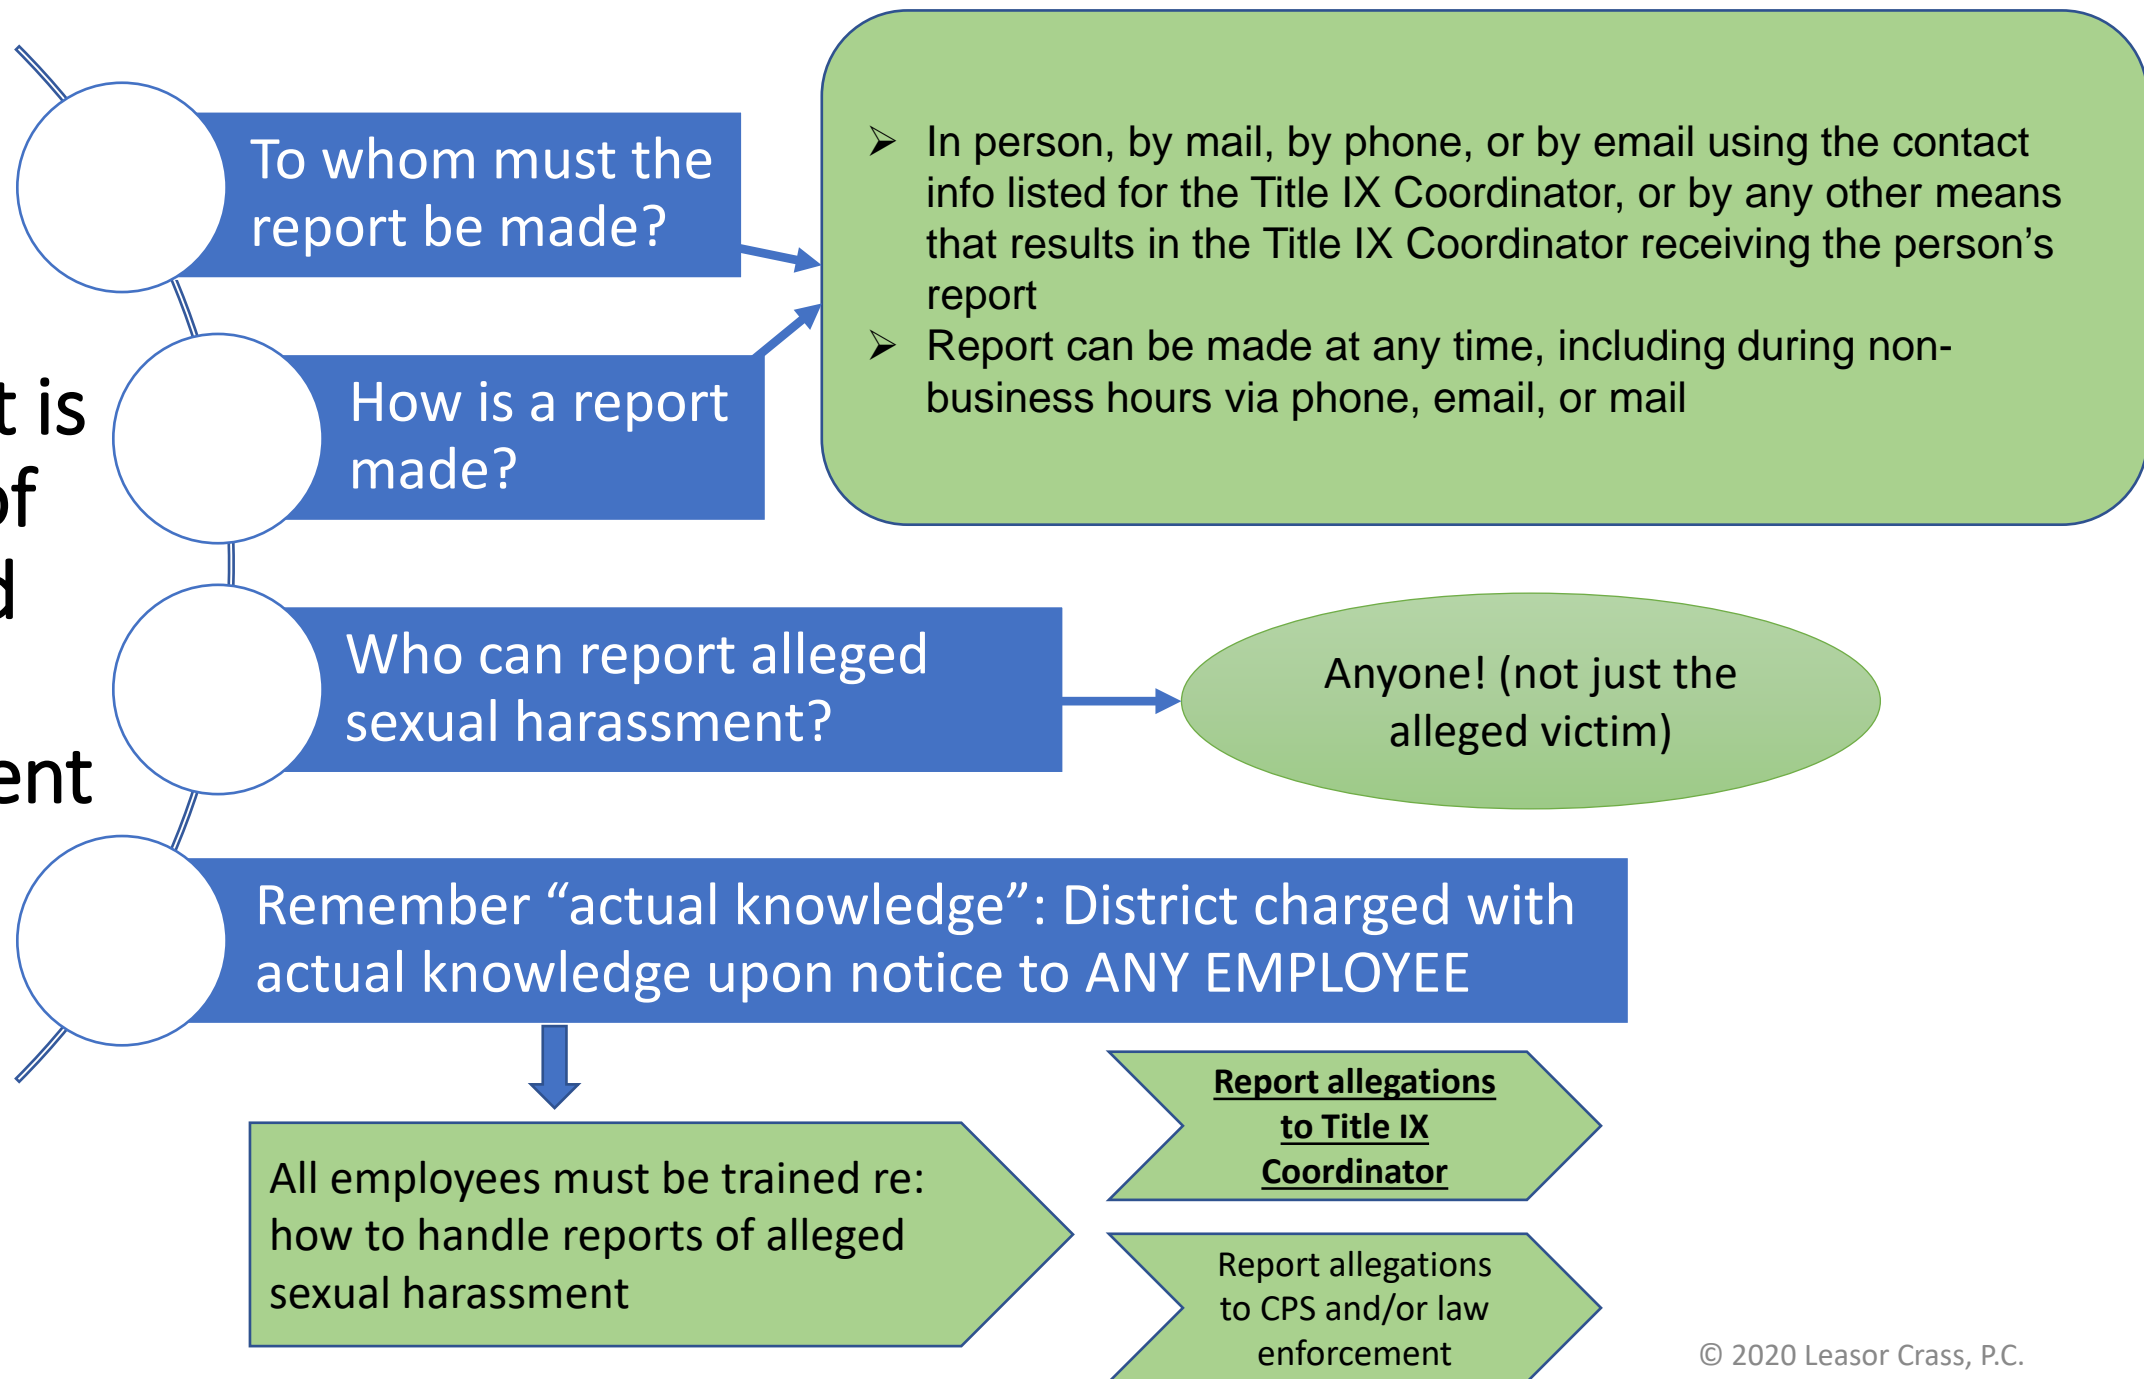 t is
of
d
ent
To whom must the
report be made?
➢ In person, by mail, by phone, or by email using the contact
info listed for the Title IX Coordinator, or by any other means
that results in the Title IX Coordinator receiving the person’s
report
➢ Report can be made at any time, including during non-
business hours via phone, email, or mail
How is a report
made?
Who can report alleged
sexual harassment?
Anyone! (not just the
alleged victim)
Remember “actual knowledge”: District charged with
actual knowledge upon notice to ANY EMPLOYEE
All employees must be trained re:
how to handle reports of alleged
sexual harassment
Report allegations
to Title IX
Coordinator
Report allegations
to CPS and/or law
enforcement
© 2020 Leasor Crass, P.C.